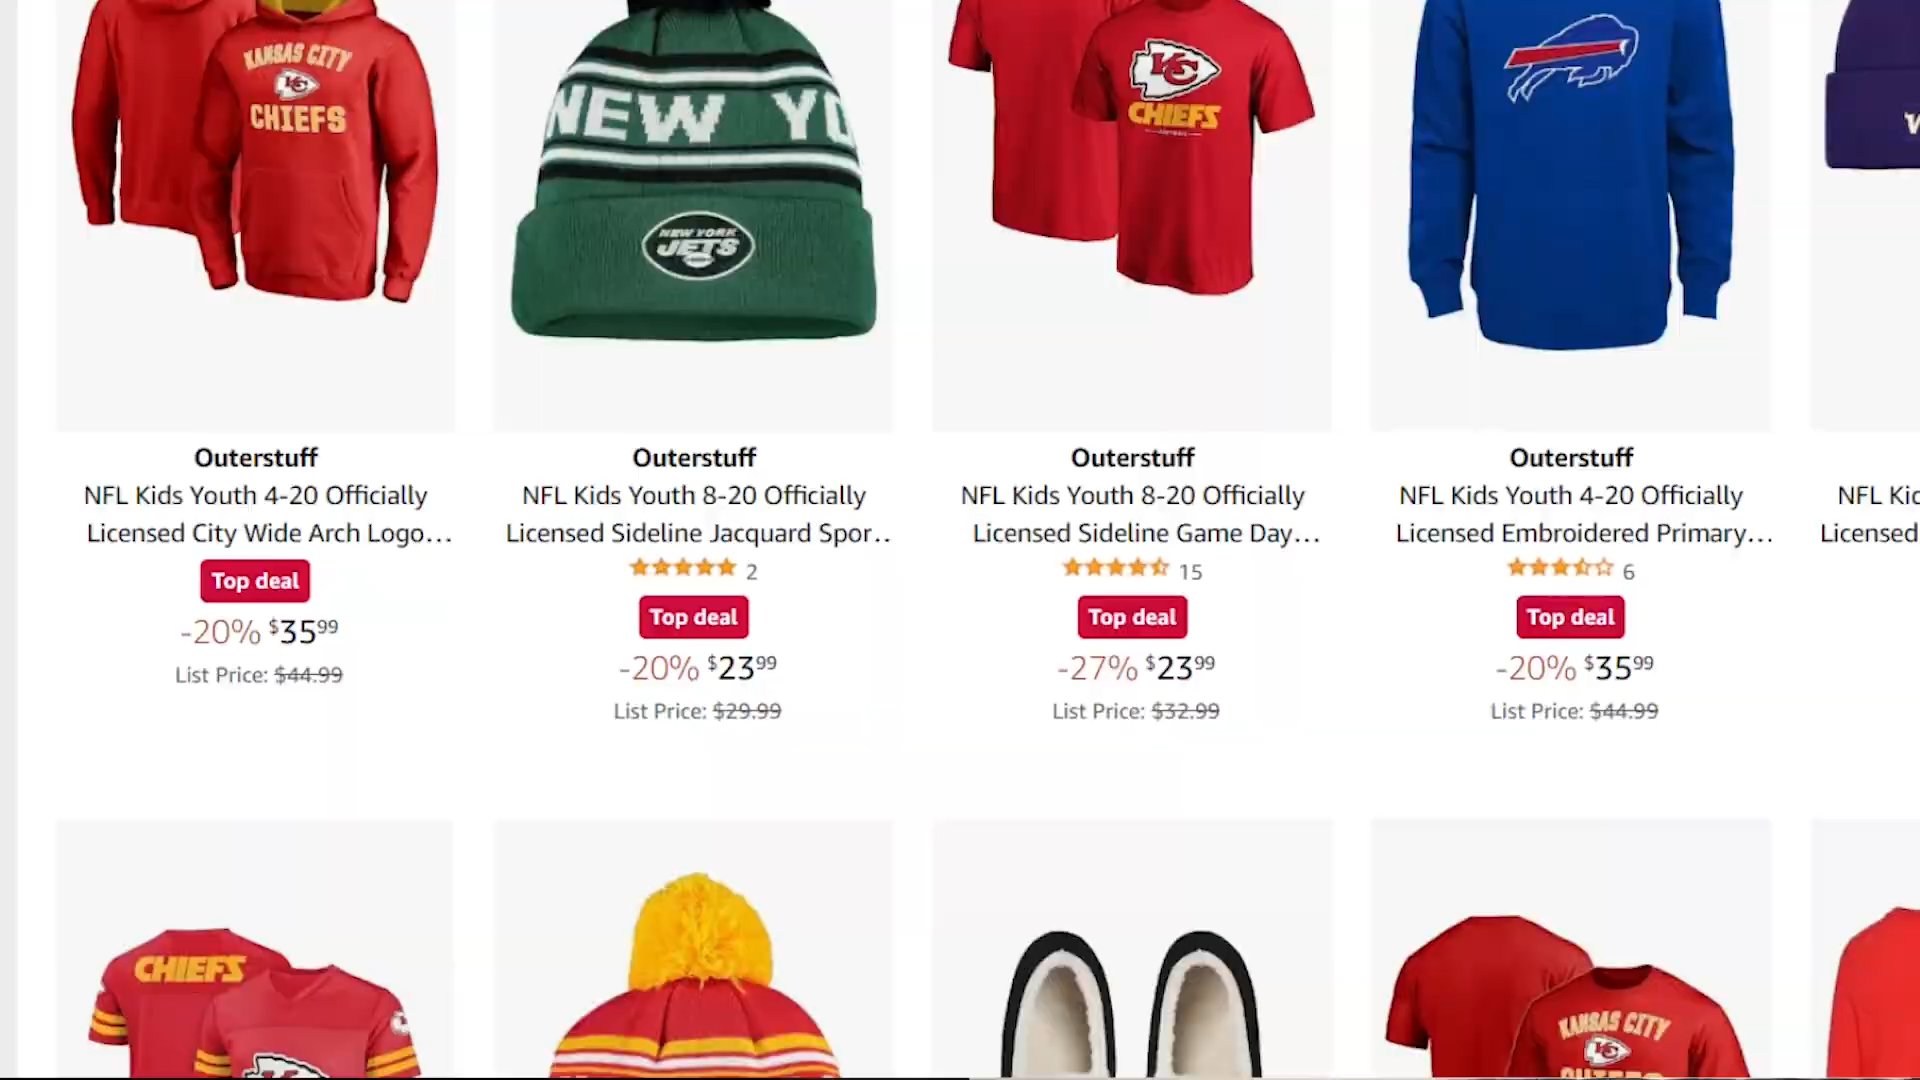 KANSAS CITY
KC
CHIEFS
NEW YO
NEW YORK
JETS
KC
CHIEFS
Outerstuff
NFL Kids Youth 4-20 Officially
Licensed City Wide Arch Logo...
Top deal
-20% $35.99
List Price: $44.99
Outerstuff
NFL Kids Youth 8-20 Officially
Licensed Sideline Jacquard Spor...
2
Top deal
-20% $23.99
List Price: $29.99
Outerstuff
NFL Kids Youth 8-20 Officially
Licensed Sideline Game Day...
15
Top deal
-27% $23.99
List Price: $32.99
Outerstuff
NFL Kids Youth 4-20 Officially
Licensed Embroidered Primary...
6
Top deal
-20% $35.99
List Price: $44.99
NFL Kid
Licensed
CHIEFS
KANSAS CITY
KC
CHIEFS